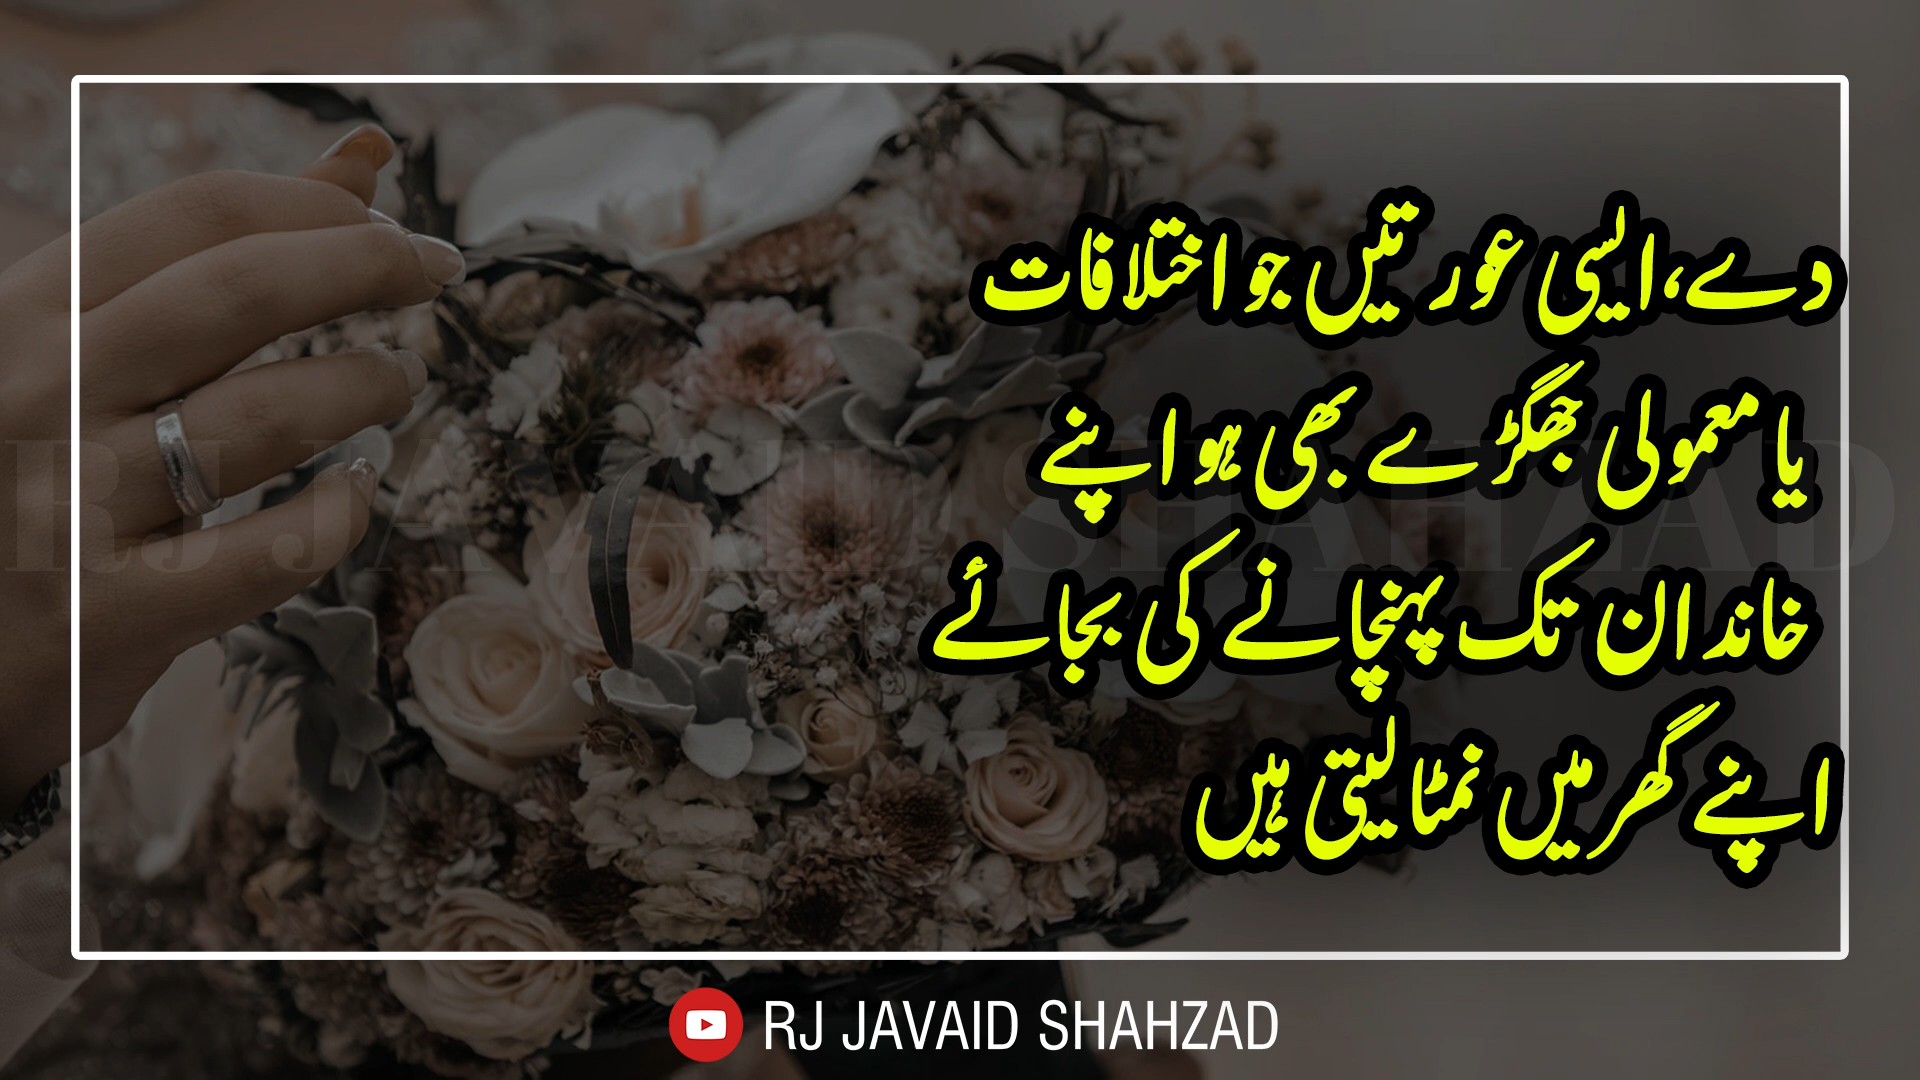 دے،ایسی عورتیں جو اختلافات
یا معمولی جھگڑے بھی ہو اپنے
خاندان تک پہنچانے کی بجائے
اپنے گھر میں نمٹا لیتی ہیں
RJ JAVAID SHAHZAD
RJ JAVAID SHAHZAD